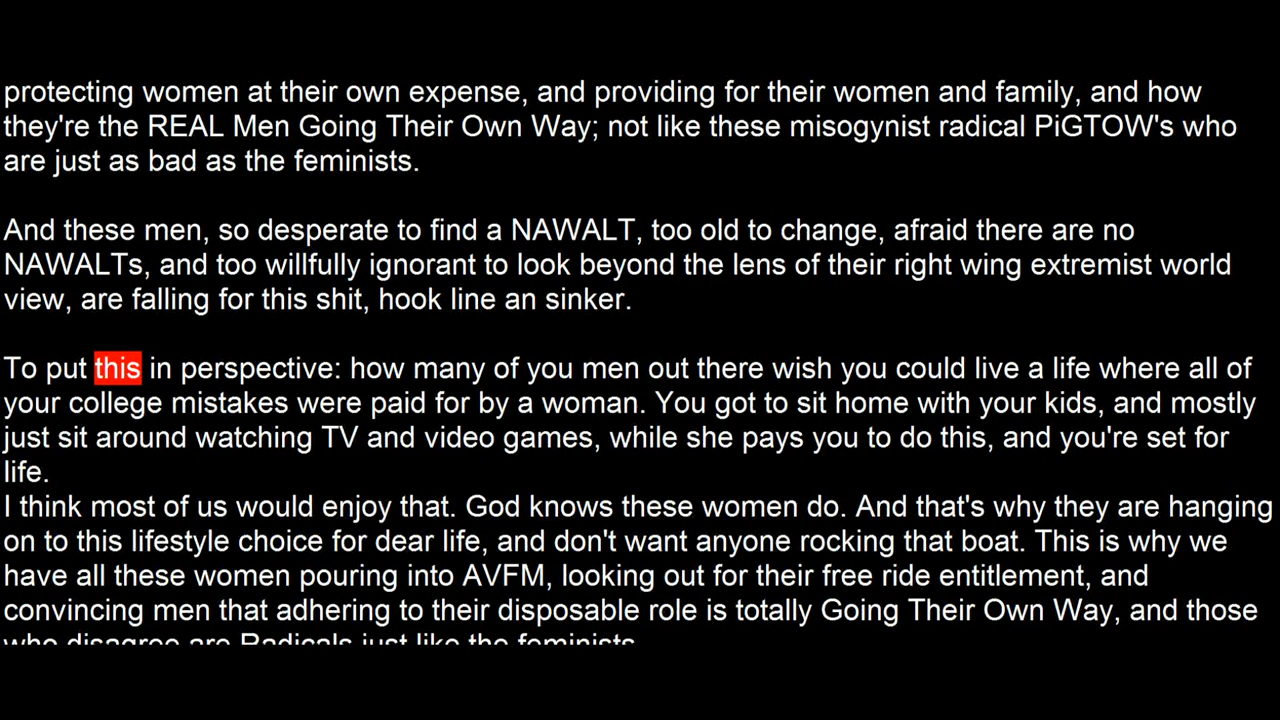 protecting women at their own expense, and providing for their women and family, and how
they're the REAL Men Going Their Own Way; not like these misogynist radical PiGTOW's who
are just as bad as the feminists.
And these men, so desperate to find a NAWALT, too old to change, afraid there are no
NAWALTs, and too willfully ignorant to look beyond the lens of their right wing extremist world
view, are falling for this shit, hook line an sinker.
To put this in perspective: how many of you men out there wish you could live a life where all of
your college mistakes were paid for by a woman. You got to sit home with your kids, and mostly
just sit around watching TV and video games, while she pays you to do this, and you're set for
life.
I think most of us would enjoy that. God knows these women do. And that's why they are hanging
on to this lifestyle choice for dear life, and don't want anyone rocking that boat. This is why we
have all these women pouring into AVFM, looking out for their free ride entitlement, and
convincing men that adhering to their disposable role is totally Going Their Own Way, and those
who disagree are Radicals just like the feminists.